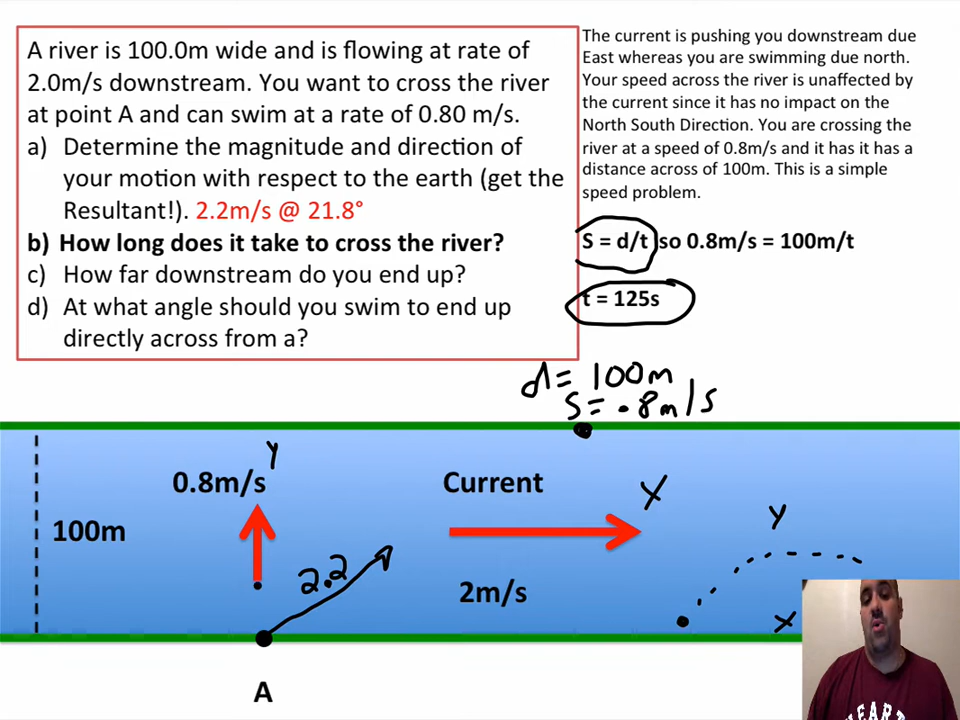 A river is 100.0m wide and is flowing at rate of
2.0m/s downstream. You want to cross the river
at point A and can swim at a rate of 0.80 m/s.
a) Determine the magnitude and direction of
your motion with respect to the earth (get the
Resultant!). 2.2m/s @ 21.8°
b) How long does it take to cross the river?
c) How far downstream do you end up?
d) At what angle should you swim to end up
directly across from a?
The current is pushing you downstream due
East whereas you are swimming due north.
Your speed across the river is unaffected by
the current since it has no impact on the
North South Direction. You are crossing the
river at a speed of 0.8m/s and it has it has a
distance across of 100m. This is a simple
speed problem.
S = d/t so 0.8m/s = 100m/t
t = 125s
d = 100m
s = .8m/s
Y
0.8m/s
Current
X
Y
100m
2.2
2m/s
X
A
HEART